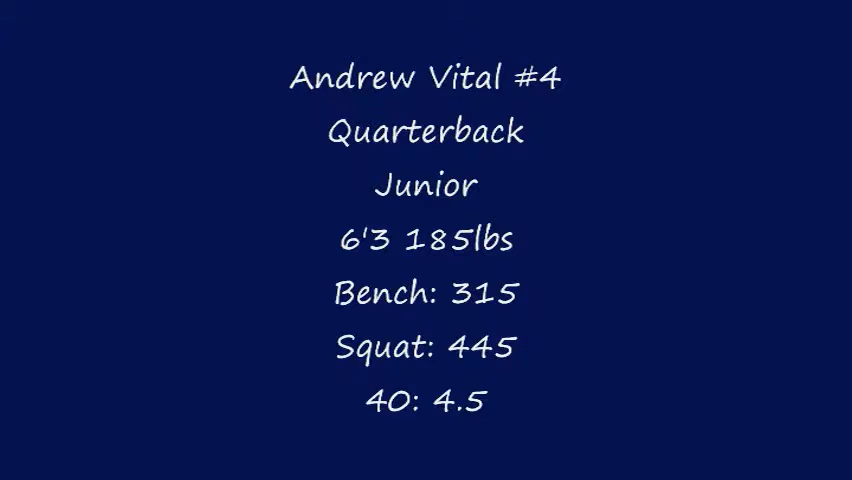 Andrew Vital #4
Quarterback
Junior
6'3 185lbs
Bench: 315
Squat: 445
40: 4.5